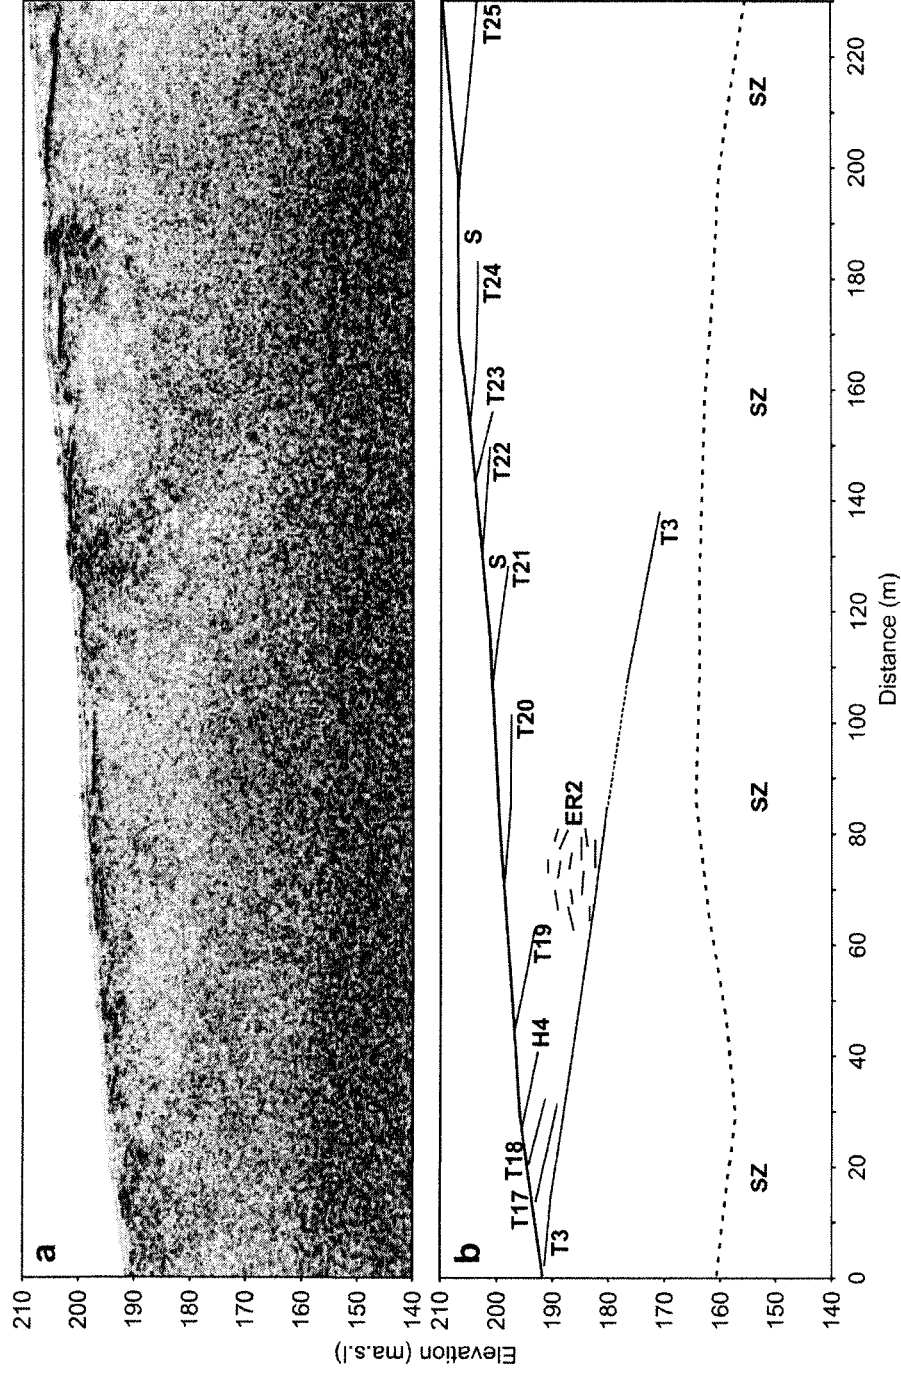 a
210
200
190
180
170
160
150
140
b
210
200
190
180
170
160
150
140
Elevation (ma.s.l)
T3
T17
T18
H4
T19
ER2
T20
T21
S
T22
T23
T24
S
T25
T3
SZ
SZ
SZ
SZ
0
20
40
60
80
100
120
140
160
180
200
220
Distance (m)